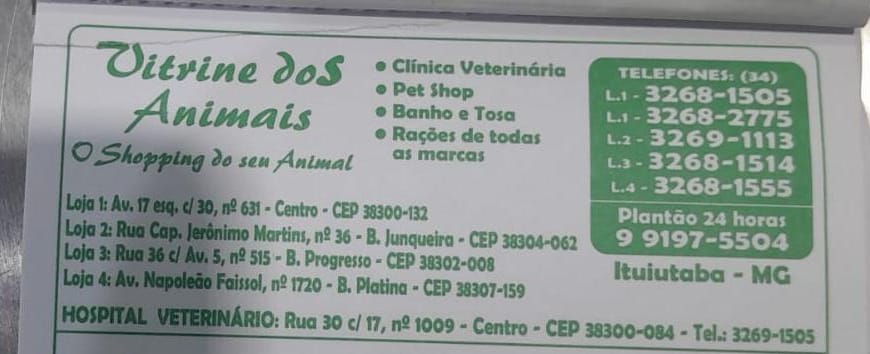 Vitrine dos
Animais
O Shopping do seu Animal
• Clínica Veterinária
• Pet Shop
• Banho e Tosa
• Rações de todas
as marcas
TELEFONES: (34)
L.1 - 3268-1505
L.1 - 3268-2775
L.2 - 3269-1113
L.3 - 3268-1514
L.4 - 3268-1555
Plantão 24 horas
9 9197-5504
Ituiutaba - MG
Loja 1: Av. 17 esq. c/ 30, nº 631 - Centro - CEP 38300-132
Loja 2: Rua Cap. Jerônimo Martins, nº 36 - B. Junqueira - CEP 38304-062
Loja 3: Rua 36 c/ Av. 5, nº 515 - B. Progresso - CEP 38302-008
Loja 4: Av. Napoleão Faissol, nº 1720 - B. Platina - CEP 38307-159
HOSPITAL VETERINÁRIO: Rua 30 c/ 17, nº 1009 - Centro - CEP 38300-084 - Tel.: 3269-1505